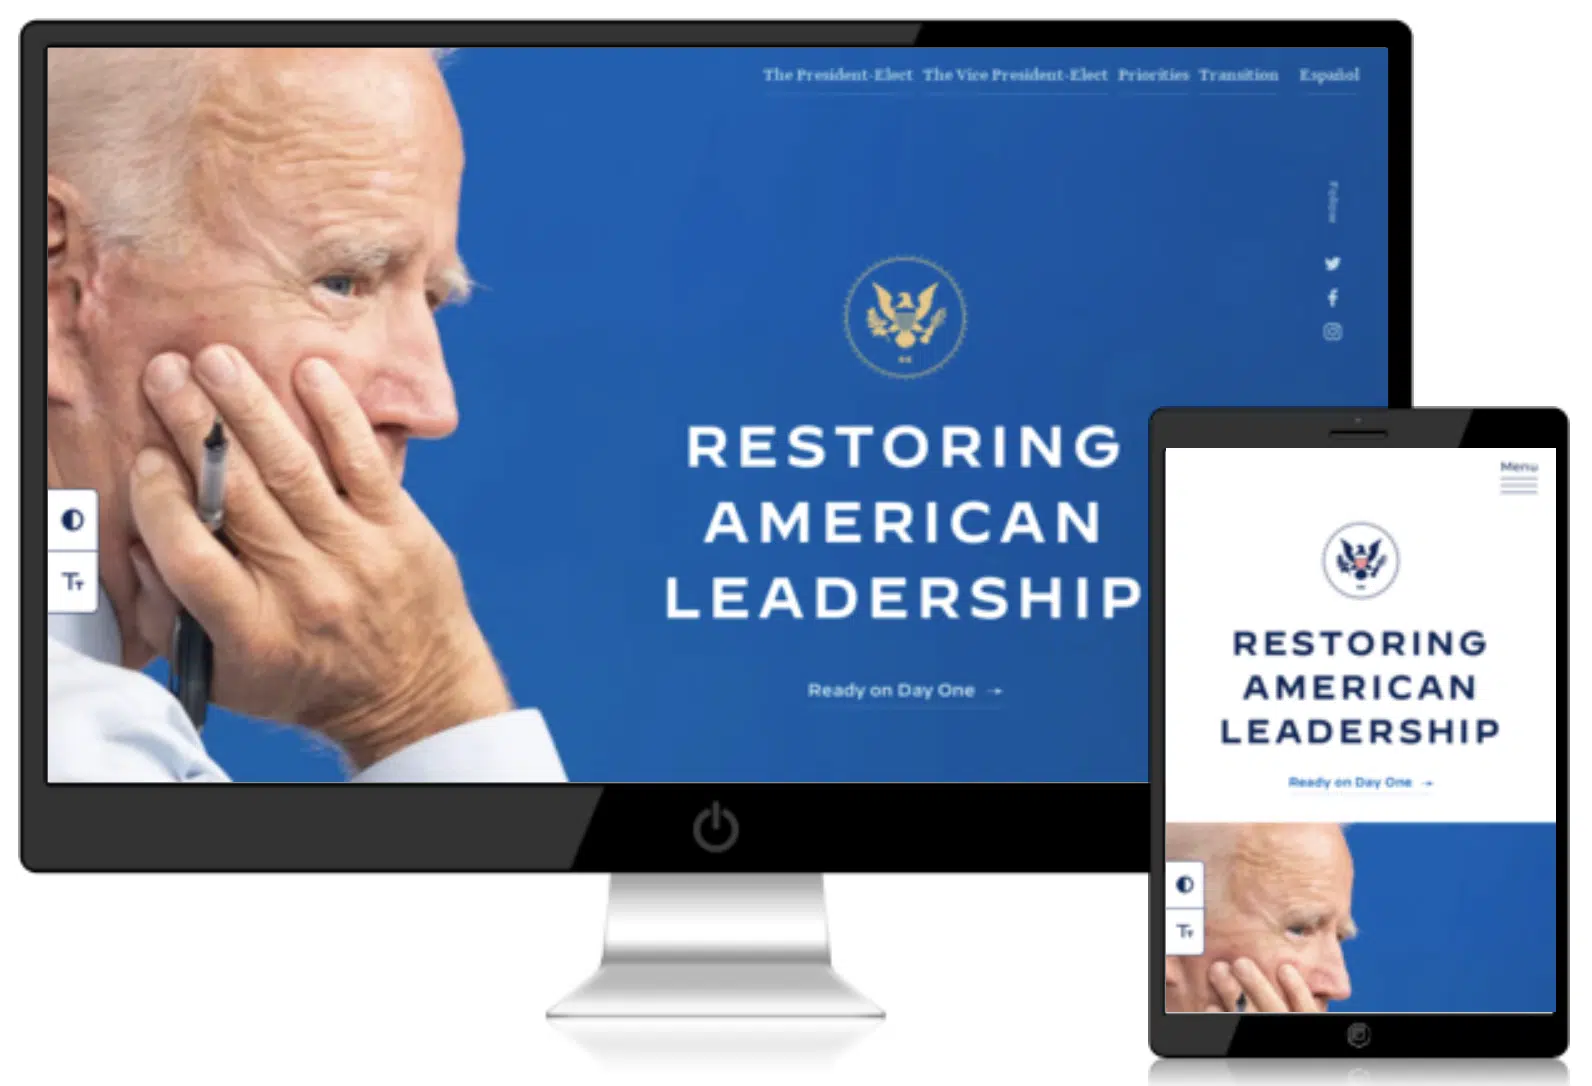 The President-Elect The Vice President-Elect Priorities Transition Español
Follow
RESTORING
AMERICAN
LEADERSHIP
Ready on Day One →
Tт
Menu
RESTORING
AMERICAN
LEADERSHIP
Ready on Day One →
Tт